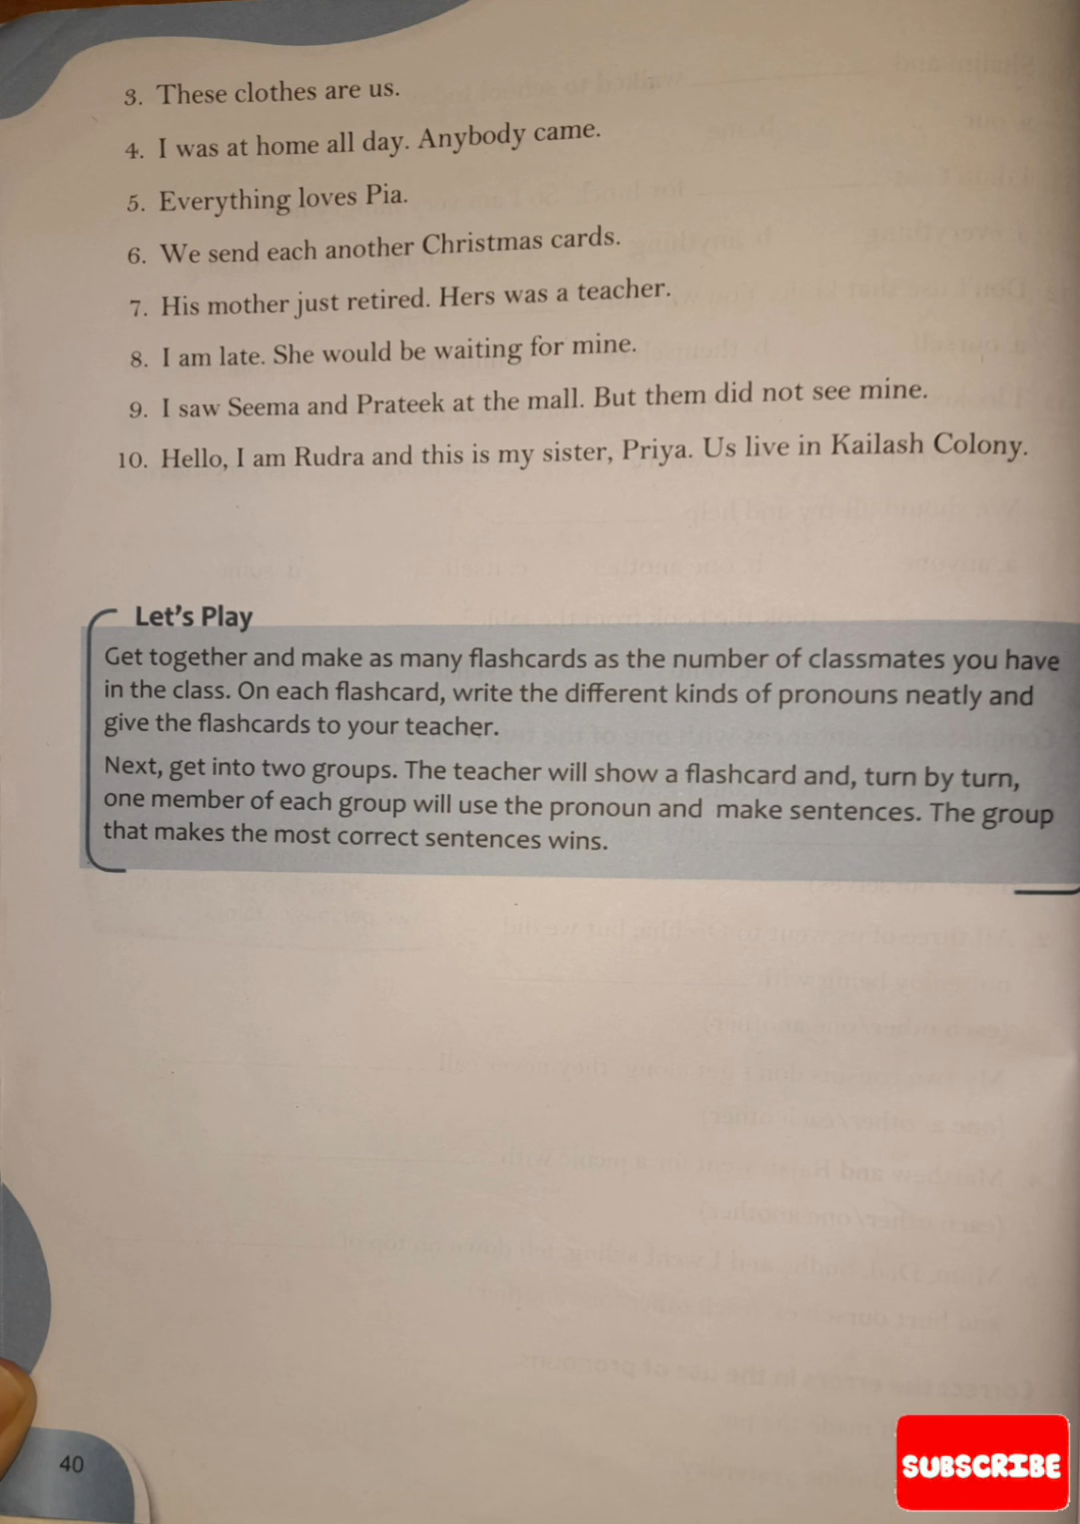 3. These clothes are us.
4. I was at home all day. Anybody came.
5. Everything loves Pia.
6. We send each another Christmas cards.
7. His mother just retired. Hers was a teacher.
8. I am late. She would be waiting for mine.
9. I saw Seema and Prateek at the mall. But them did not see mine.
10. Hello, I am Rudra and this is my sister, Priya. Us live in Kailash Colony.
Let's Play
Get together and make as many flashcards as the number of classmates you have
in the class. On each flashcard, write the different kinds of pronouns neatly and
give the flashcards to your teacher.
Next, get into two groups. The teacher will show a flashcard and, turn by turn,
one member of each group will use the pronoun and make sentences. The group
that makes the most correct sentences wins.
40
SUBSCRIBE